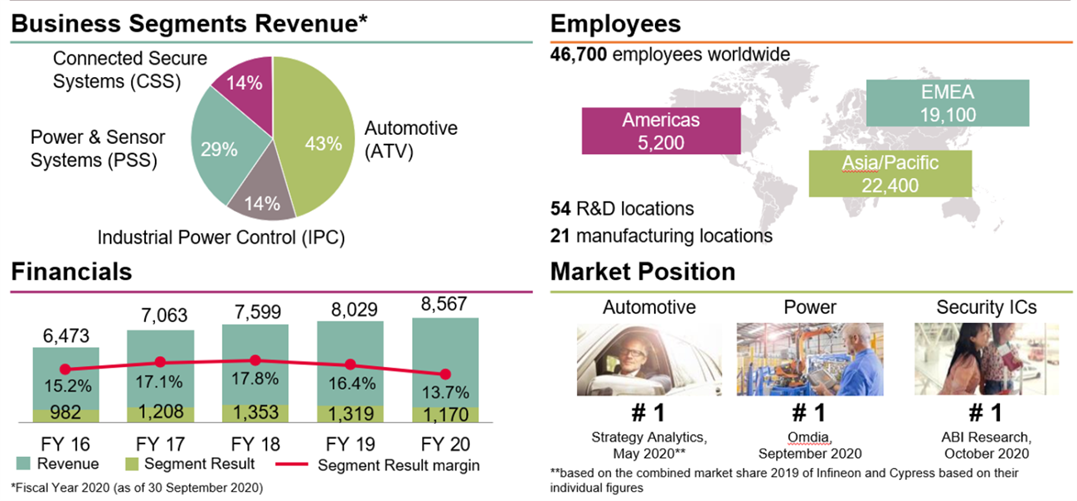 Business Segments Revenue*
Connected Secure
Systems (CSS)
14%
Power & Sensor
Systems (PSS)
29%
43%
Automotive
(ATV)
14%
Industrial Power Control (IPC)
Employees
46,700 employees worldwide
EMEA
19,100
Americas
5,200
Asia/Pacific
22,400
54 R&D locations
21 manufacturing locations
Financials
6,473
7,063
7,599
8,029
8,567
15.2%
17.1%
17.8%
16.4%
13.7%
982
1,208
1,353
1,319
1,170
FY 16
FY 17
FY 18
FY 19
FY 20
Revenue
Segment Result
Segment Result margin
*Fiscal Year 2020 (as of 30 September 2020)
Market Position
Automotive
Power
Security ICs
# 1
# 1
# 1
Strategy Analytics,
May 2020**
Omdia,
September 2020
ABI Research,
October 2020
**based on the combined market share 2019 of Infineon and Cypress based on their
individual figures